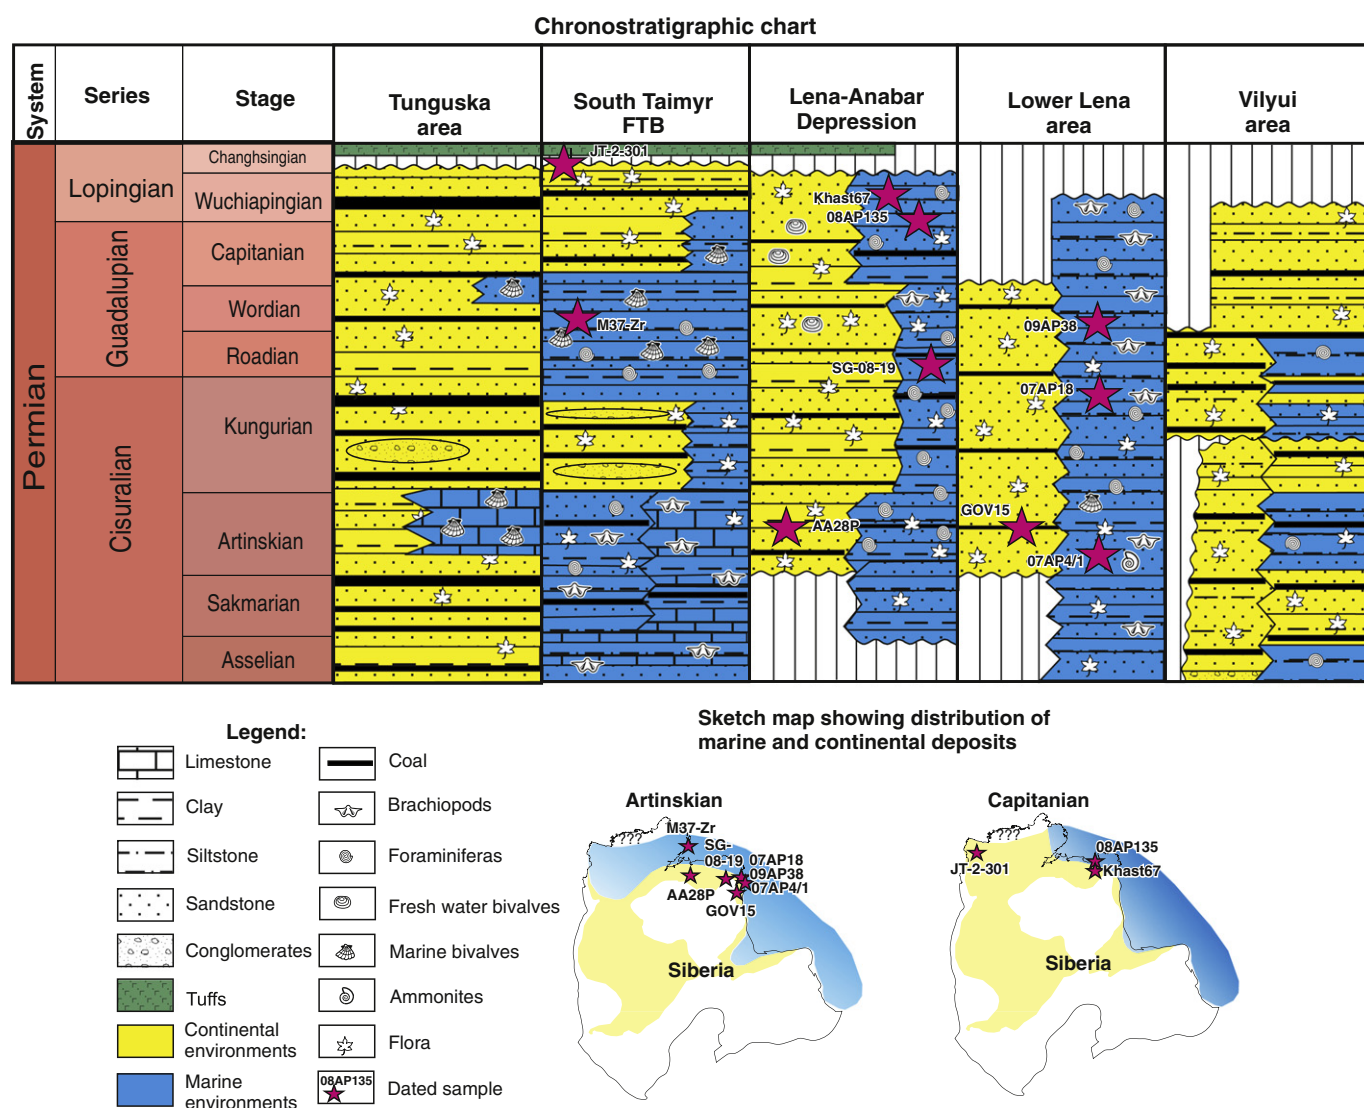 Chronostratigraphic chart
System
Series
Stage
Tunguska
area
South Taimyr
FTB
Lena-Anabar
Depression
Lower Lena
area
Vilyui
area
Permian
Lopingian
Guadalupian
Cisuralian
Changhsingian
Wuchiapingian
Capitanian
Wordian
Roadian
Kungurian
Artinskian
Sakmarian
Asselian
JT-2-301
M37-Zr
Khast67
08AP135
SG-08-19
AA28P
09AP38
07AP18
GOV15
07AP4/1
Legend:
Limestone
Clay
Siltstone
Sandstone
Conglomerates
Tuffs
Continental
environments
Marine
environments
Coal
Brachiopods
Foraminiferas
Fresh water bivalves
Marine bivalves
Ammonites
Flora
08AP135
Dated sample
Sketch map showing distribution of
marine and continental deposits
Artinskian
???
M37-Zr
SG-
08-19
07AP18
09AP38
07AP4/1
AA28P
GOV15
Siberia
Capitanian
???
08AP135
Khast67
JT-2-301
Siberia